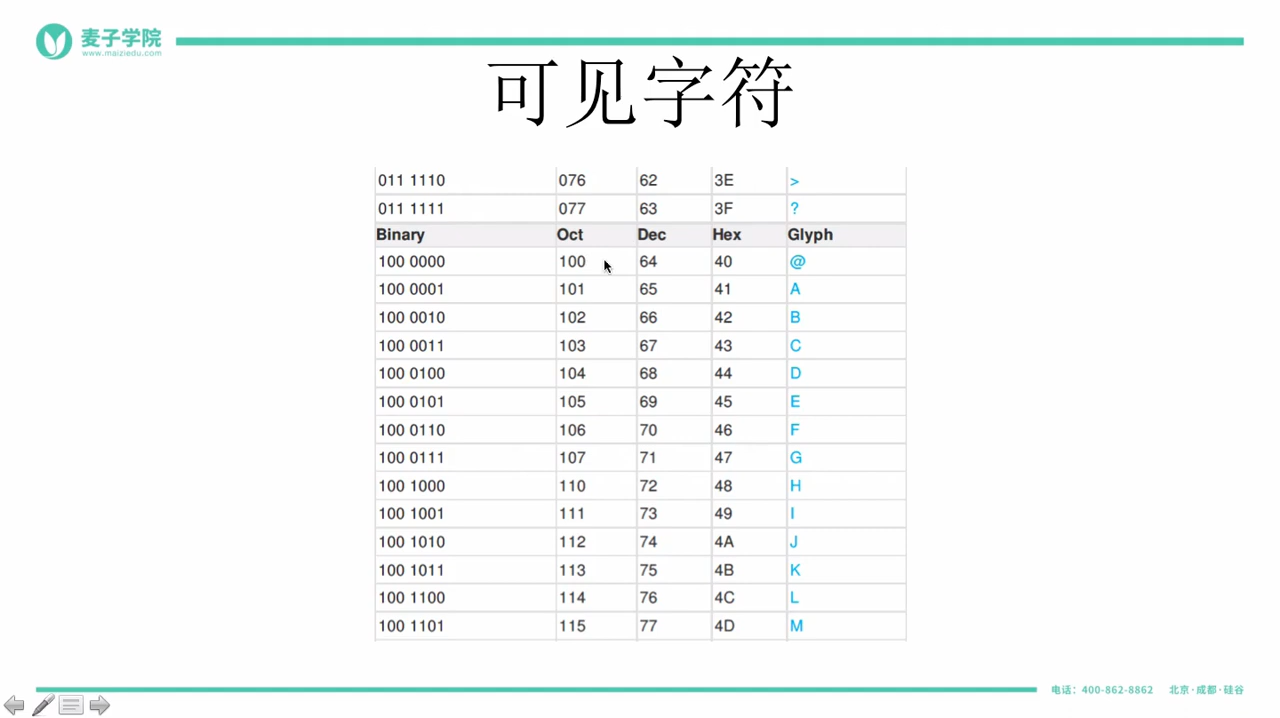 麦子学院
www.maiziedu.com
可见字符
011 1110 076 62 3E >
011 1111 077 63 3F ?
Binary Oct Dec Hex Glyph
100 0000 100 64 40 @
100 0001 101 65 41 A
100 0010 102 66 42 B
100 0011 103 67 43 C
100 0100 104 68 44 D
100 0101 105 69 45 E
100 0110 106 70 46 F
100 0111 107 71 47 G
100 1000 110 72 48 H
100 1001 111 73 49 I
100 1010 112 74 4A J
100 1011 113 75 4B K
100 1100 114 76 4C L
100 1101 115 77 4D M
电话：400-862-8862 北京·成都·硅谷